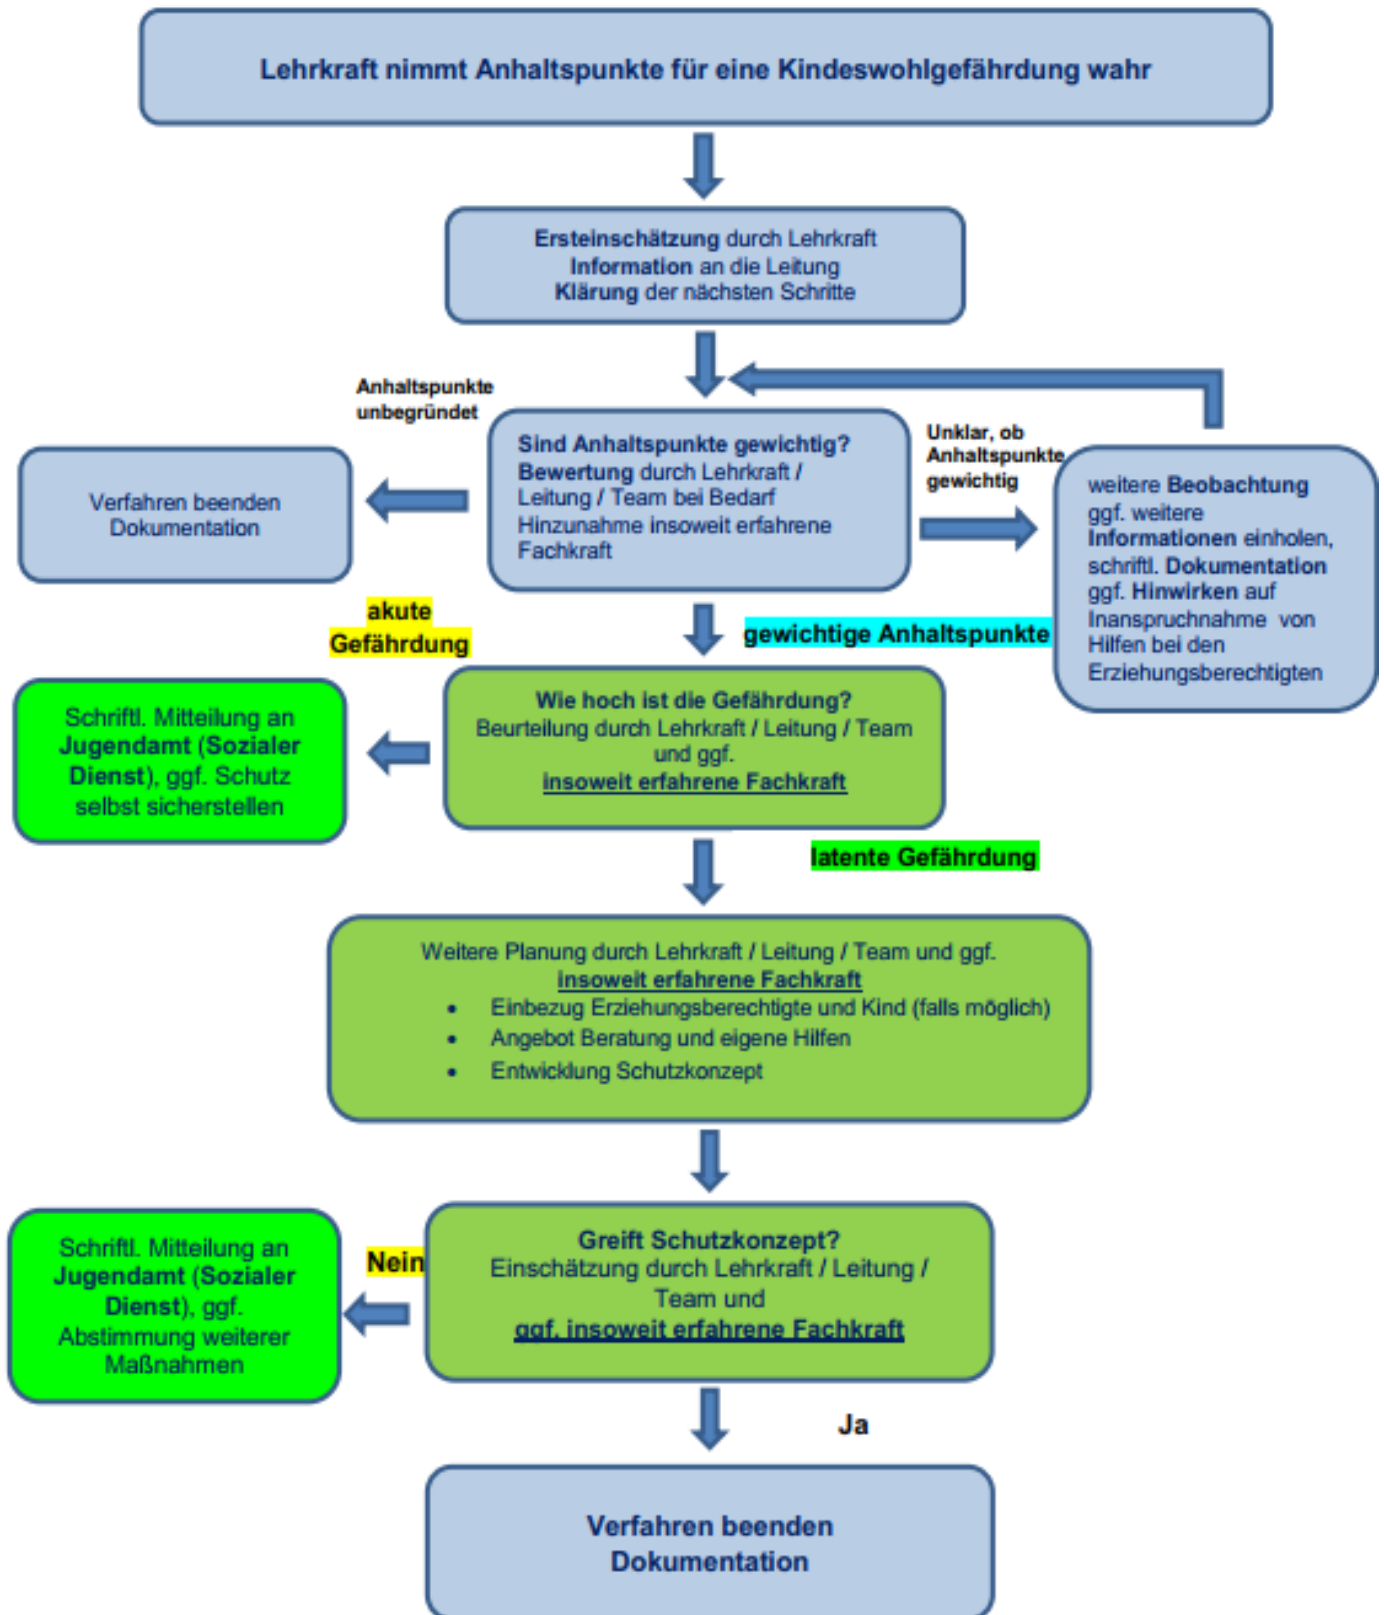 Lehrkraft nimmt Anhaltspunkte für eine Kindeswohlgefährdung wahr
Ersteinschätzung durch Lehrkraft
Information an die Leitung
Klärung der nächsten Schritte
Anhaltspunkte
unbegründet
Sind Anhaltspunkte gewichtig?
Bewertung durch Lehrkraft /
Leitung / Team bei Bedarf
Hinzunahme insoweit erfahrene
Fachkraft
Unklar, ob
Anhaltspunkte
gewichtig
Verfahren beenden
Dokumentation
weitere Beobachtung
ggf. weitere
Informationen einholen,
schriftl. Dokumentation
ggf. Hinwirken auf
Inanspruchnahme von
Hilfen bei den
Erziehungsberechtigten
akute
Gefährdung
gewichtige Anhaltspunkte
Wie hoch ist die Gefährdung?
Beurteilung durch Lehrkraft / Leitung / Team
und ggf.
insoweit erfahrene Fachkraft
Schriftl. Mitteilung an
Jugendamt (Sozialer
Dienst), ggf. Schutz
selbst sicherstellen
latente Gefährdung
Weitere Planung durch Lehrkraft / Leitung / Team und ggf.
insoweit erfahrene Fachkraft
• Einbezug Erziehungsberechtigte und Kind (falls möglich)
• Angebot Beratung und eigene Hilfen
• Entwicklung Schutzkonzept
Greift Schutzkonzept?
Einschätzung durch Lehrkraft / Leitung /
Team und
ggf. insoweit erfahrene Fachkraft
Nein
Schriftl. Mitteilung an
Jugendamt (Sozialer
Dienst), ggf.
Abstimmung weiterer
Maßnahmen
Ja
Verfahren beenden
Dokumentation